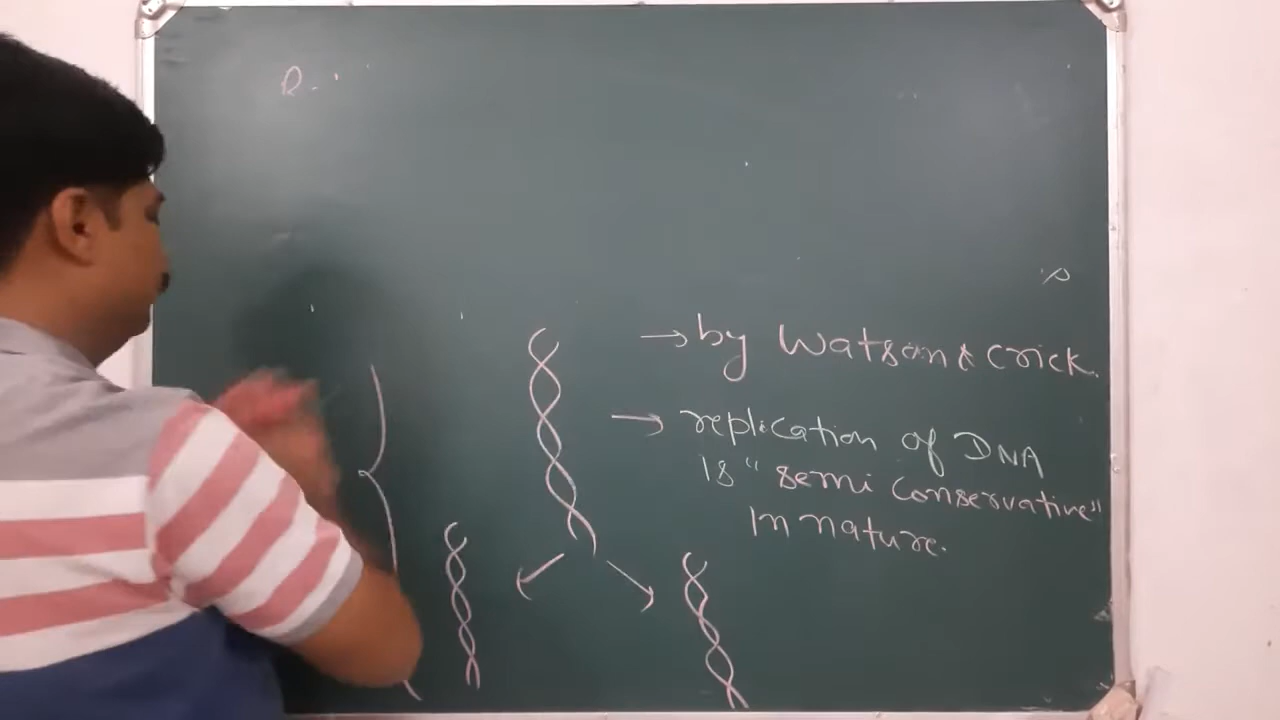 → by Watson & Crick.
→ replication of DNA
is "semi conservative"
In nature.